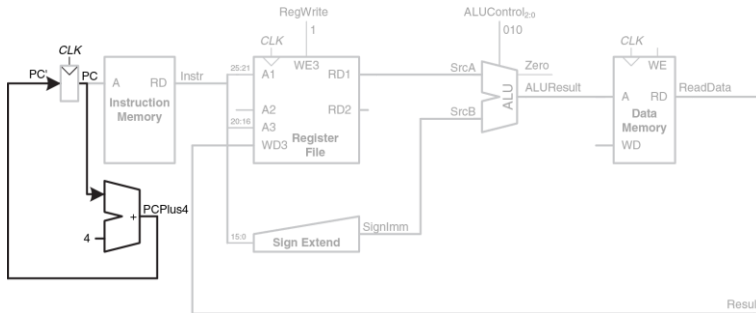 RegWrite
ALUControl2:0
1
010
CLK
CLK
CLK
PC'
PC
A
RD
Instruction
Memory
Instr
25:21
A1
A2
20:16
A3
WD3
WE3
RD1
RD2
Register
File
SrcA
SrcB
ALU
Zero
ALUResult
WE
A
RD
Data
Memory
WD
ReadData
PCPlus4
+
4
15:0
Sign Extend
SignImm
Resul